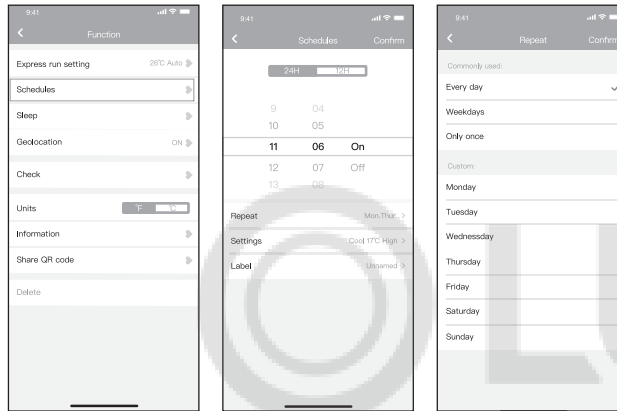 9:41
Function
Express run setting 26°C Auto
Schedules
Sleep
Geolocation ON
Check
Units °F °C
Information
Share QR code
Delete
9:41
Schedules Confirm
24H 12H
9 04
10 05
11 06 On
12 07 Off
13 08
Repeat Mon.Thur.. >
Settings Cool 17°C High >
Label Unnamed >
9:41
Repeat Confirm
Commonly used:
Every day
Weekdays
Only once
Custom:
Monday
Tuesday
Wednessday
Thursday
Friday
Saturday
Sunday